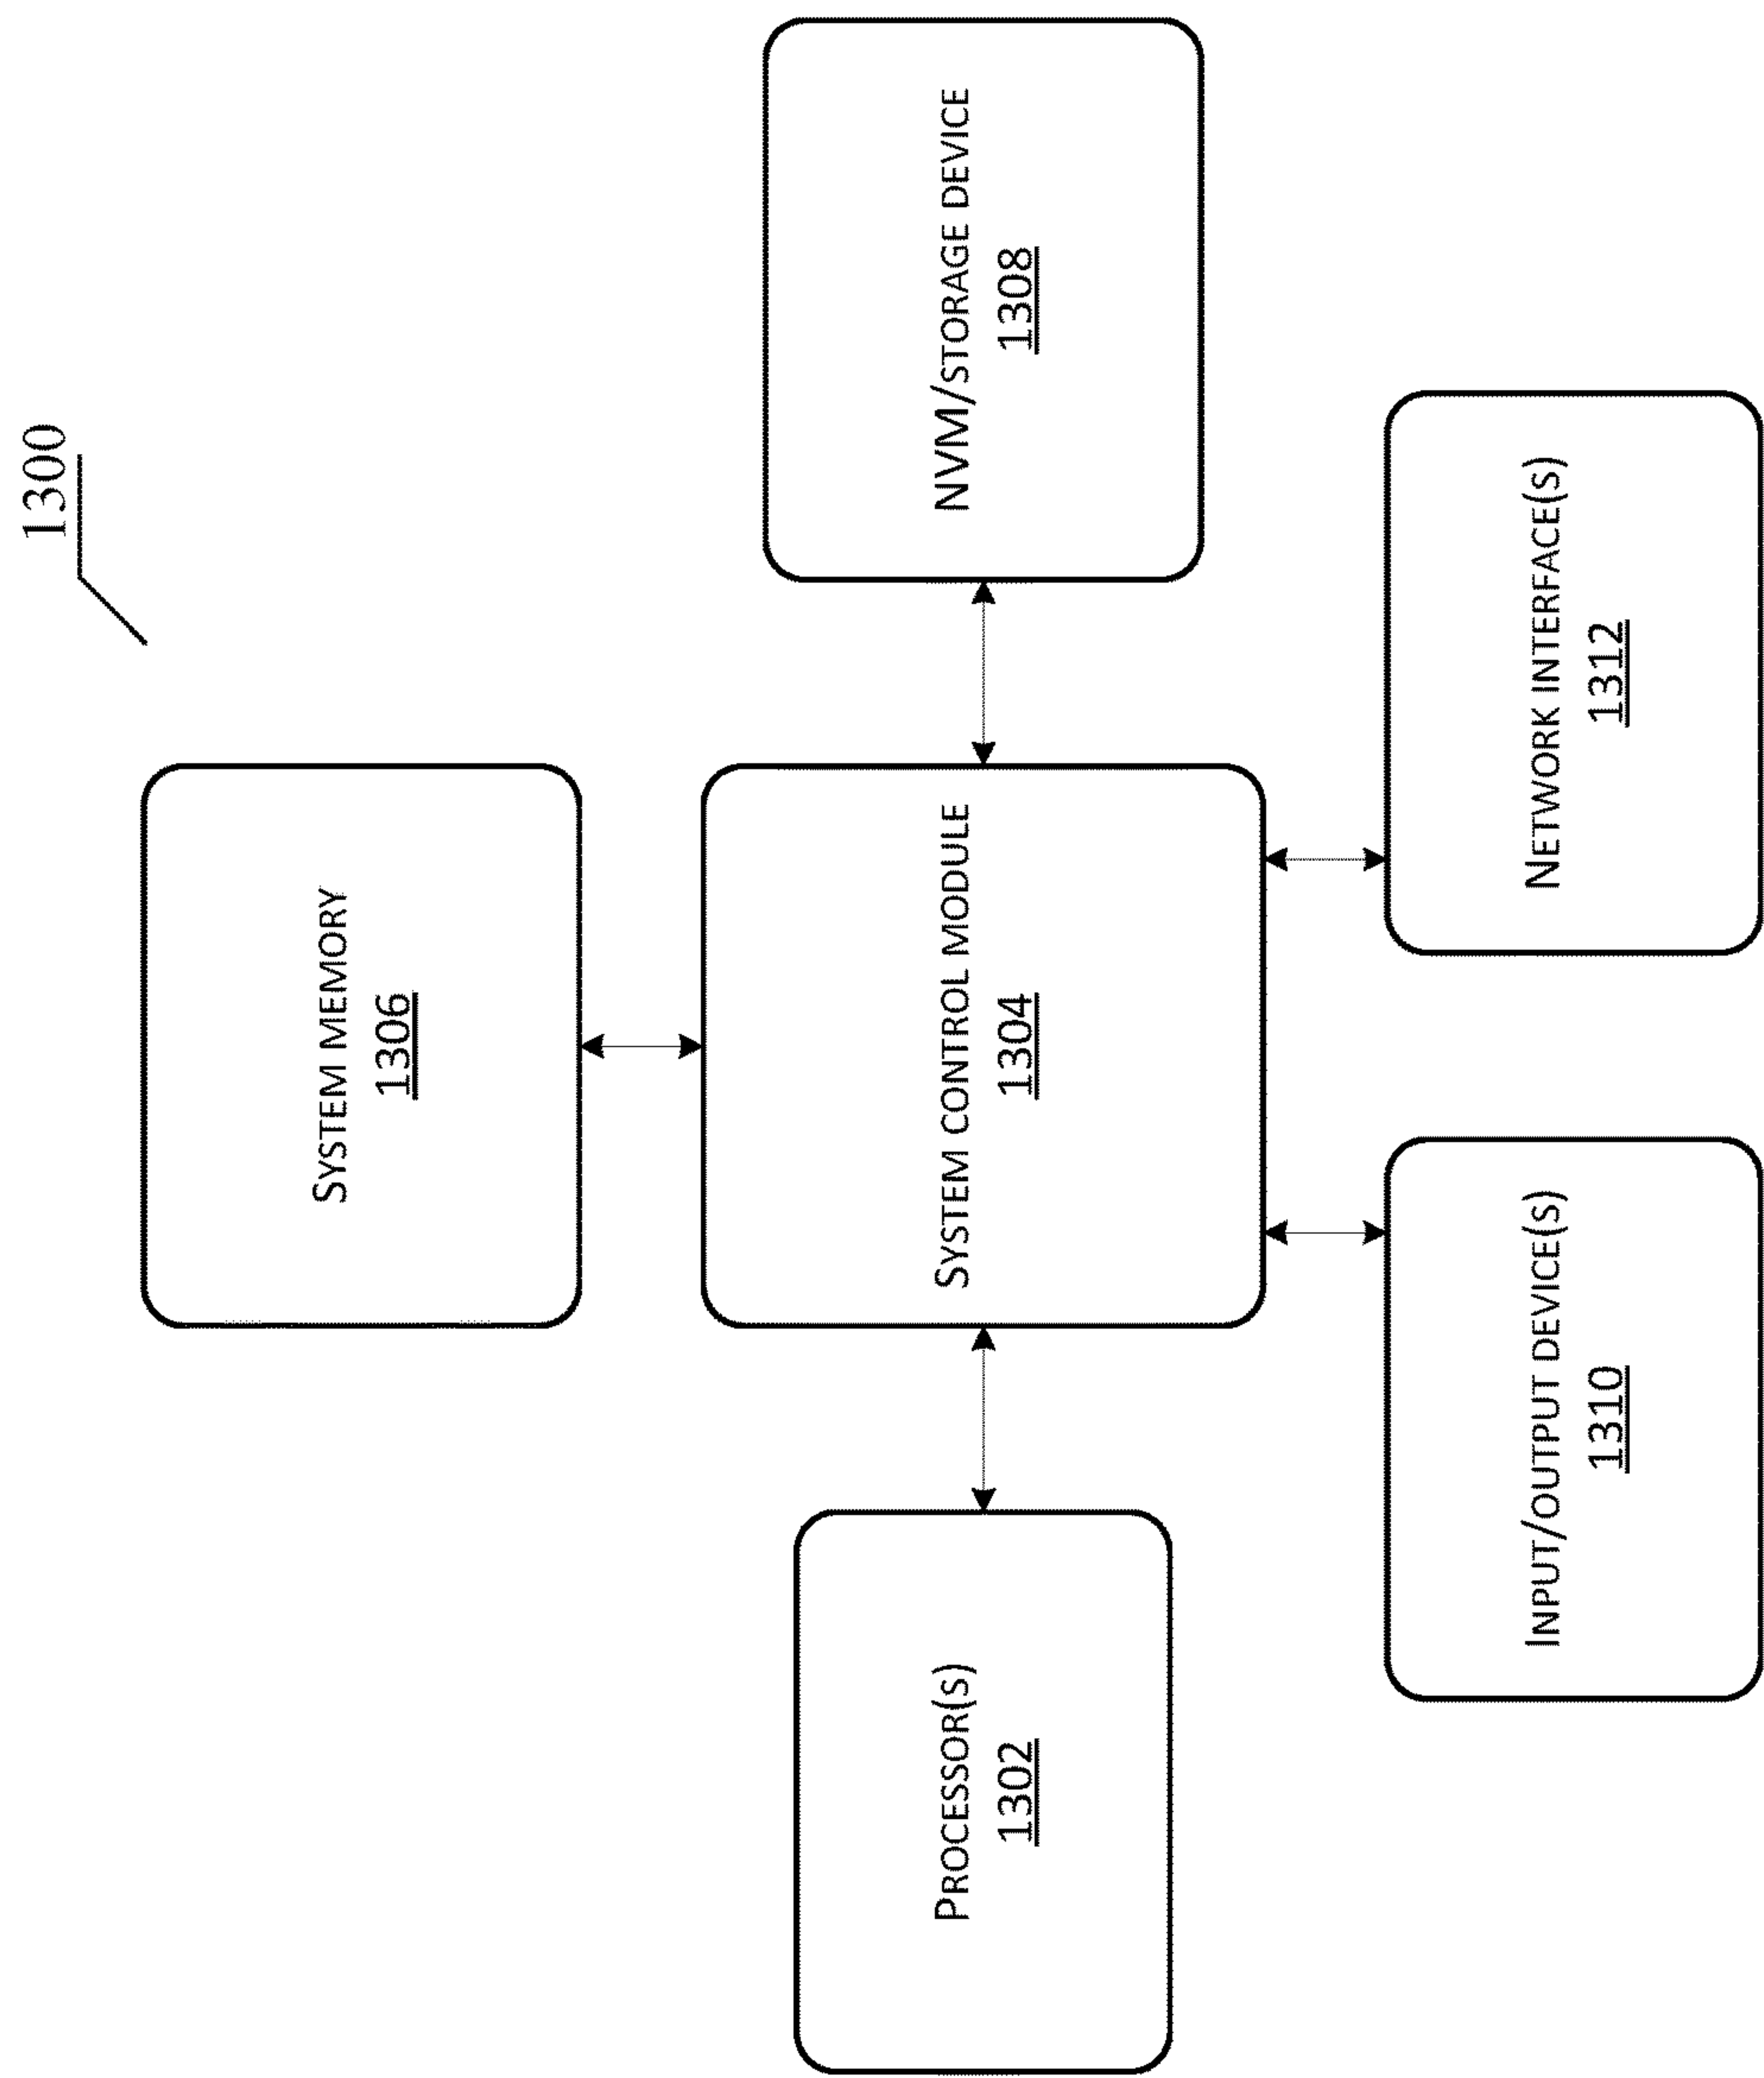 1300
SYSTEM MEMORY
1306
PROCESSOR(S)
1302
SYSTEM CONTROL MODULE
1304
NVM/STORAGE DEVICE
1308
INPUT/OUTPUT DEVICE(S)
1310
NETWORK INTERFACE(S)
1312